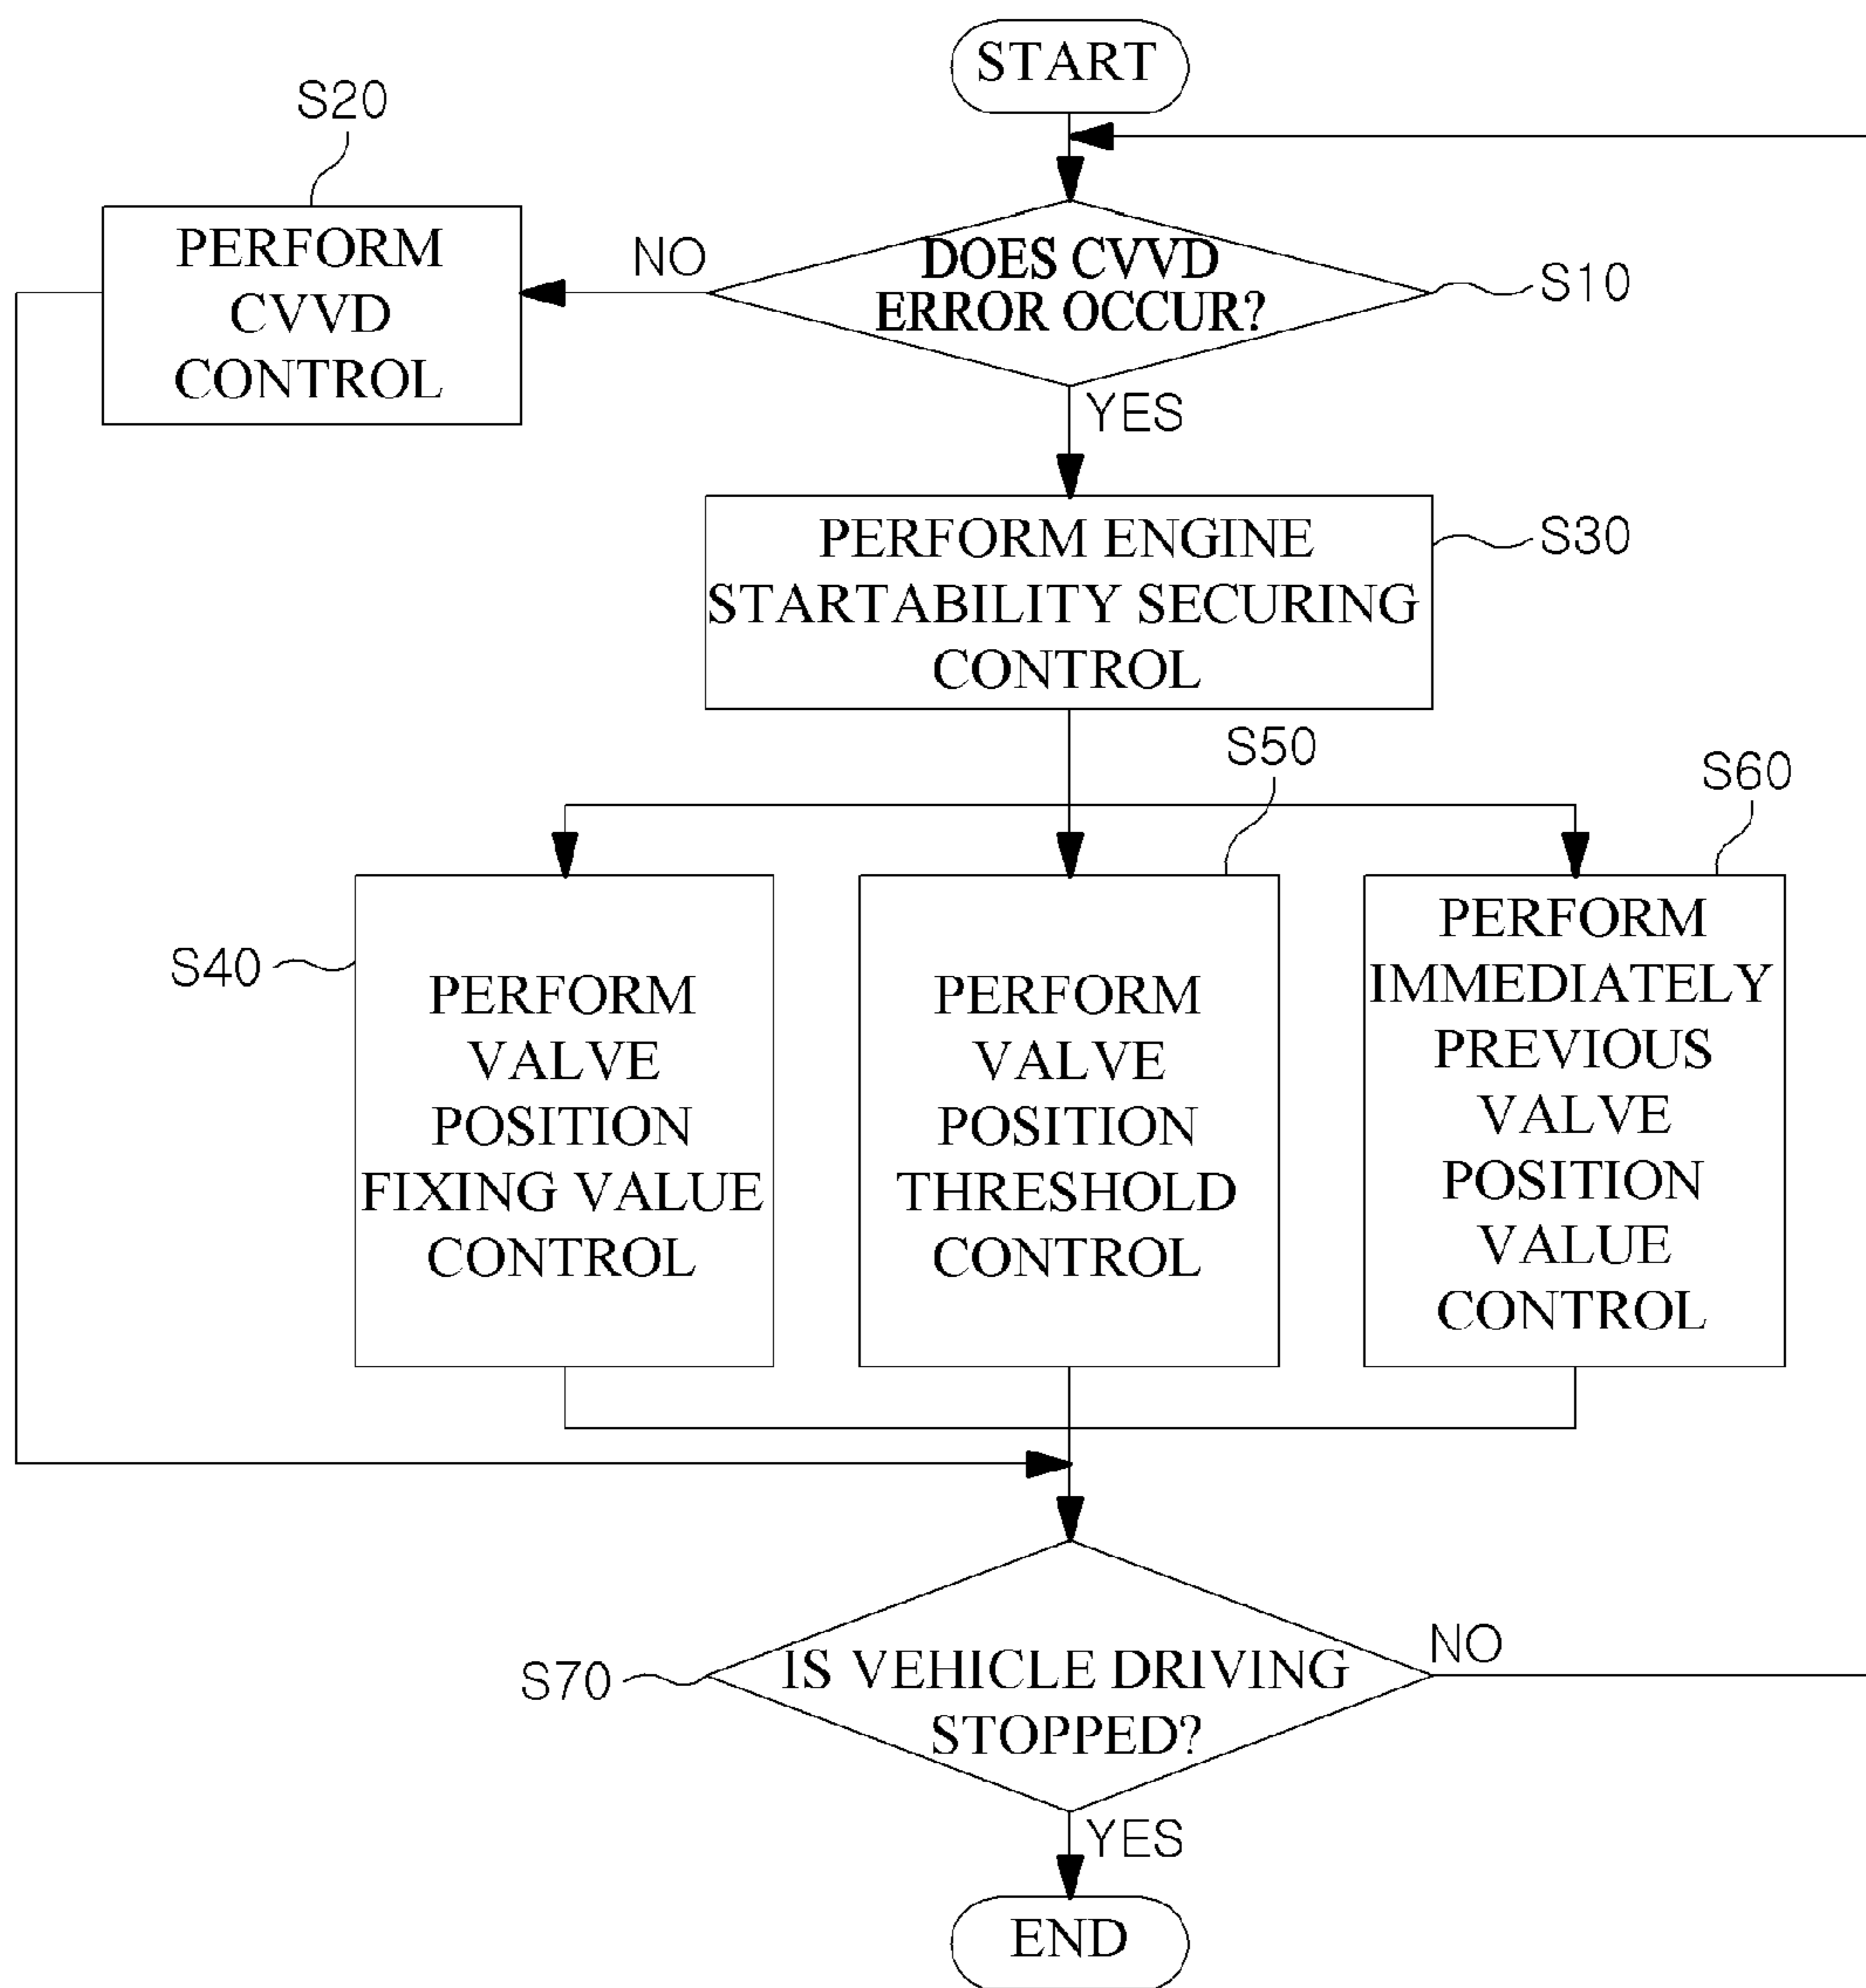 START
S20
PERFORM
CVVD
CONTROL
NO
DOES CVVD
ERROR OCCUR?
S10
YES
PERFORM ENGINE
STARTABILITY SECURING
CONTROL
S30
S40
PERFORM
VALVE
POSITION
FIXING VALUE
CONTROL
S50
PERFORM
VALVE
POSITION
THRESHOLD
CONTROL
S60
PERFORM
IMMEDIATELY
PREVIOUS
VALVE
POSITION
VALUE
CONTROL
S70
IS VEHICLE DRIVING
STOPPED?
NO
YES
END